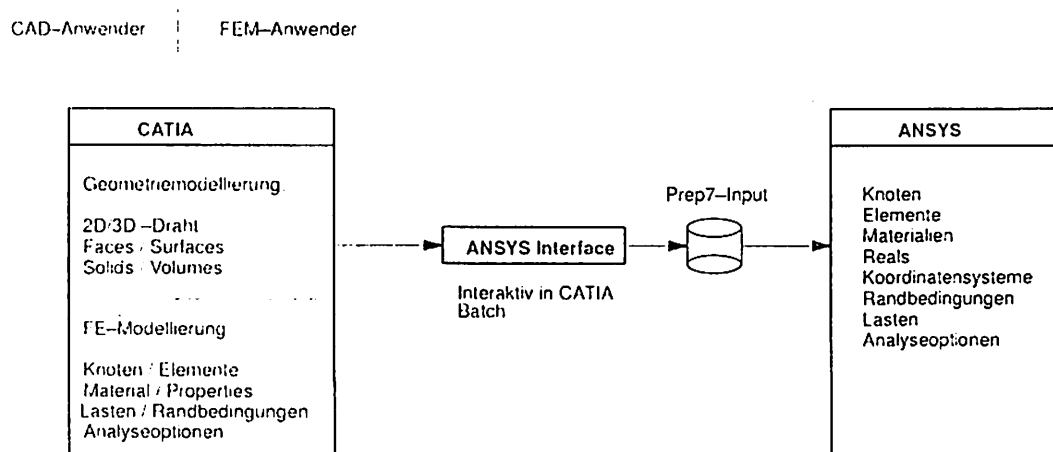 CAD–Anwender
FEM–Anwender
CATIA
Geometriemodellierung
2D/3D–Draht
Faces / Surfaces
Solids / Volumes
FE–Modellierung
Knoten / Elemente
Material / Properties
Lasten / Randbedingungen
Analyseoptionen
ANSYS Interface
Interaktiv in CATIA
Batch
Prep7–Input
ANSYS
Knoten
Elemente
Materialien
Reals
Koordinatensysteme
Randbedingungen
Lasten
Analyseoptionen